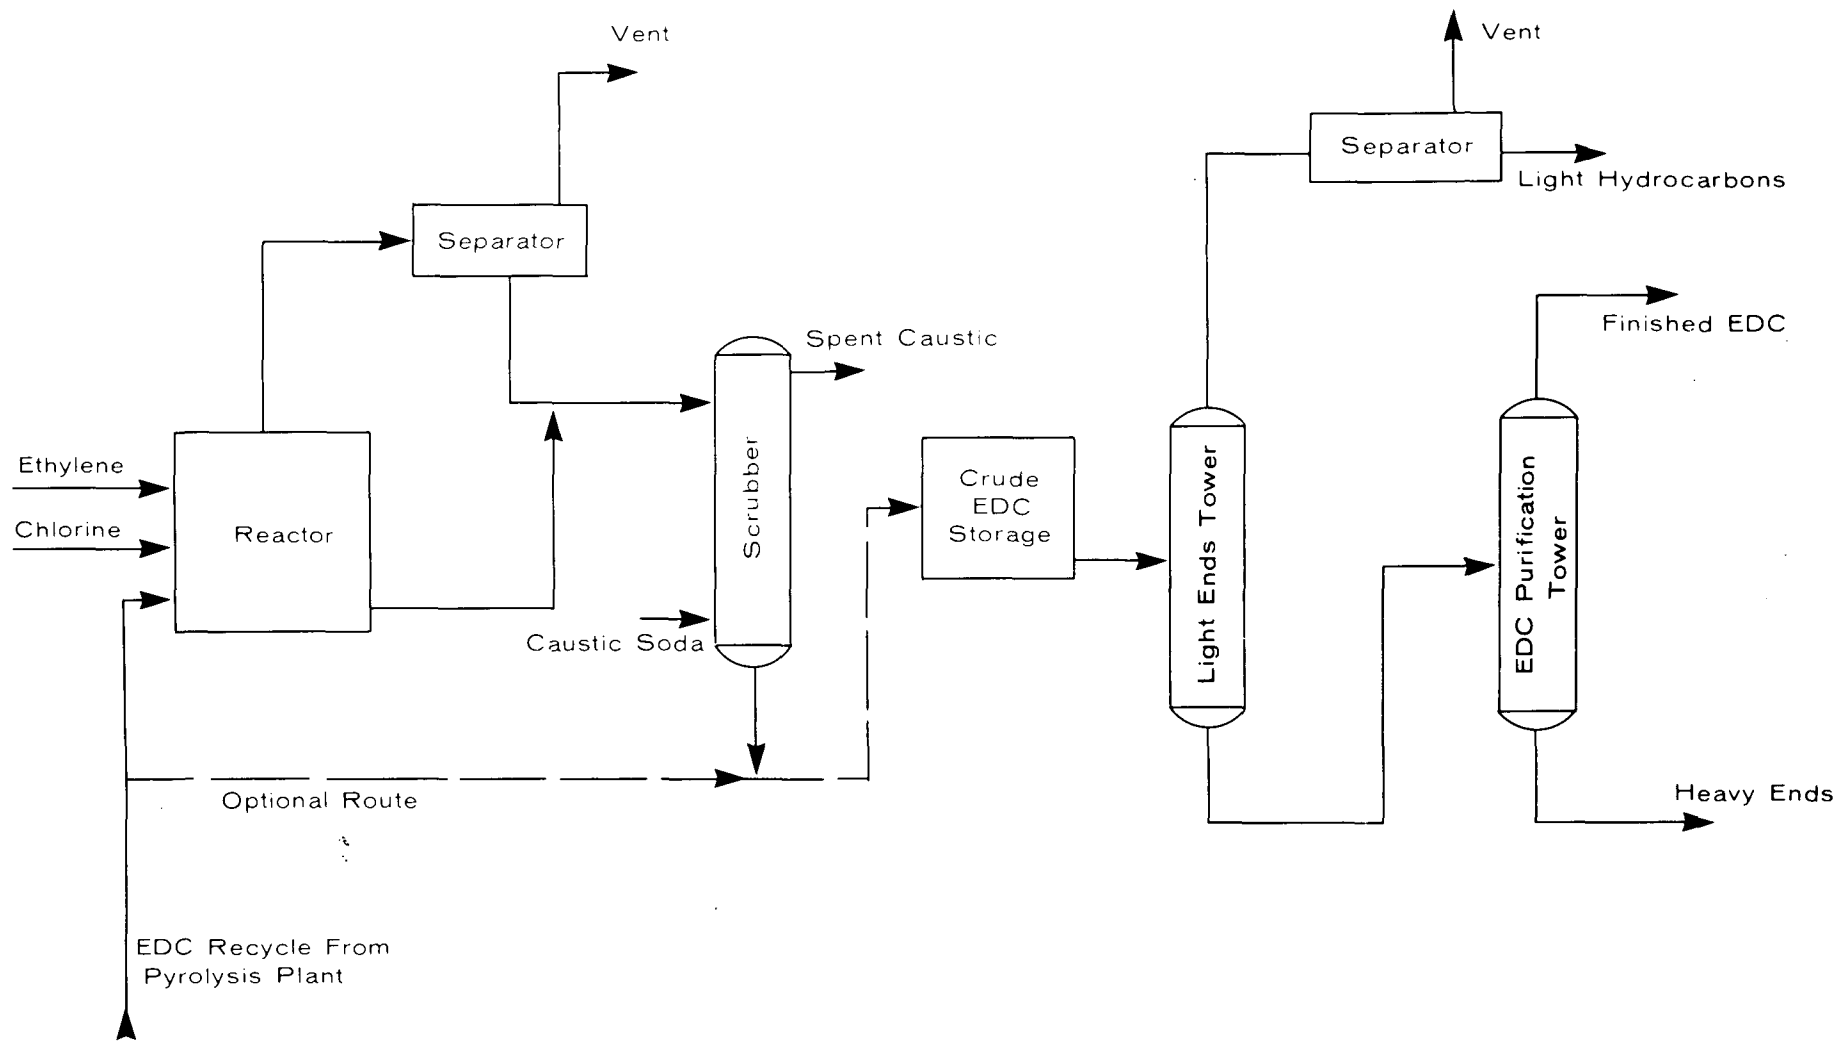 Vent
Vent
Separator
Light Hydrocarbons
Separator
Finished EDC
Spent Caustic
Ethylene
Chlorine
Reactor
Scrubber
Crude
EDC
Storage
Light Ends Tower
EDC Purification
Tower
Caustic Soda
Optional Route
Heavy Ends
EDC Recycle From
Pyrolysis Plant